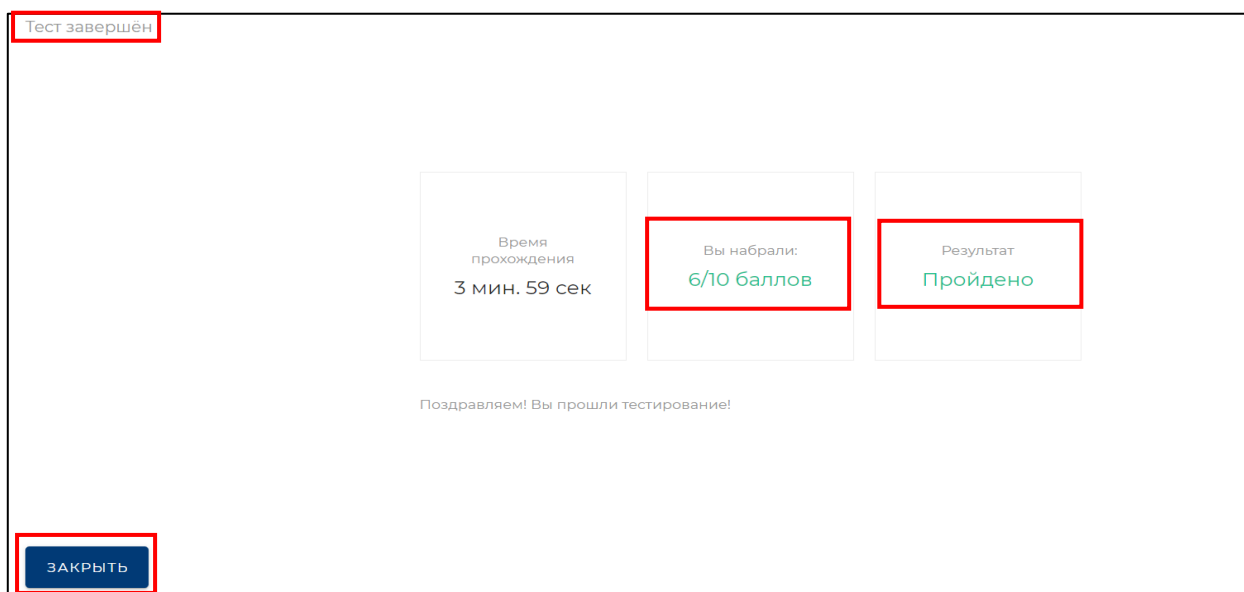 Тест завершён
Время
прохождения
3 мин. 59 сек
Вы набрали:
6/10 баллов
Результат
Пройдено
Поздравляем! Вы прошли тестирование!
ЗАКРЫТЬ